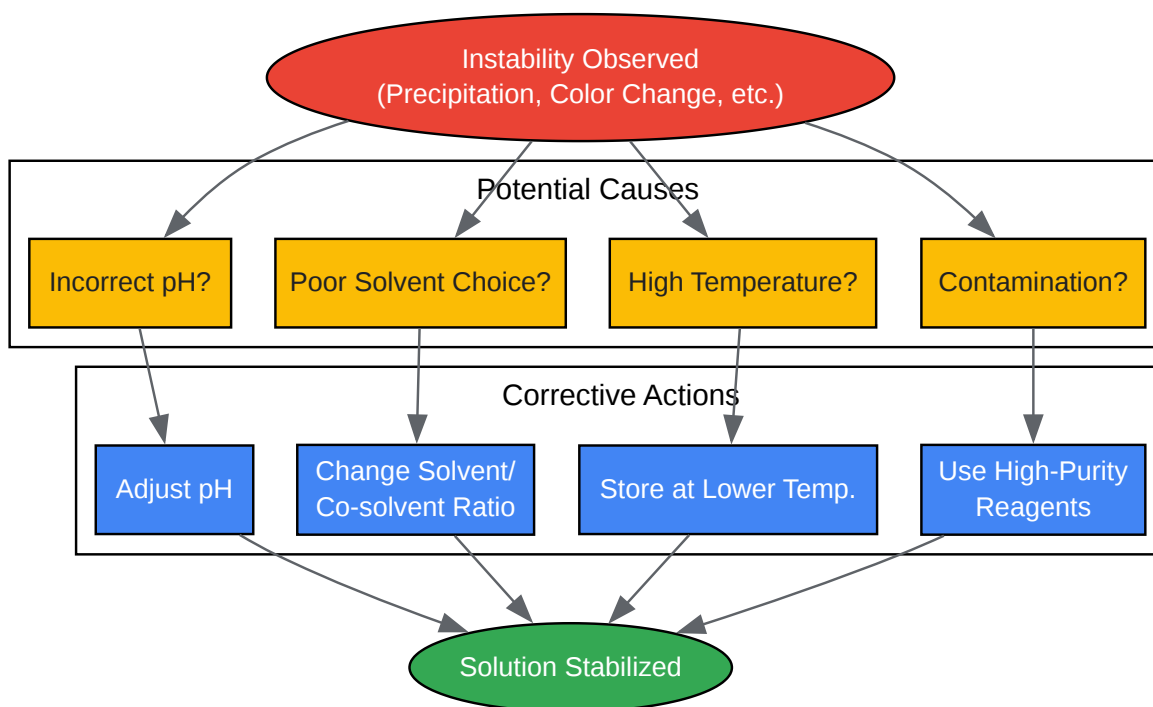 Instability Observed
(Precipitation, Color Change, etc.)
Potential Causes
Incorrect pH?
Poor Solvent Choice?
High Temperature?
Contamination?
Corrective Actions
Adjust pH
Change Solvent/
Co-solvent Ratio
Store at Lower Temp.
Use High-Purity
Reagents
Solution Stabilized